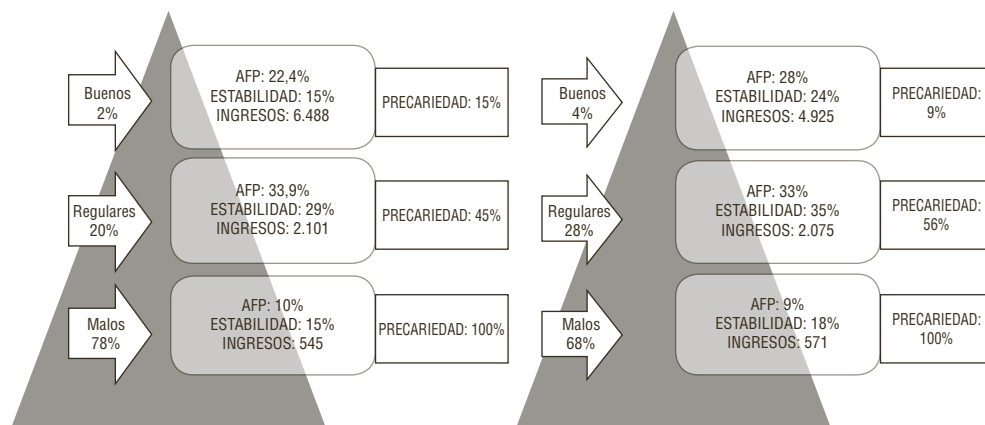 Buenos
2%
AFP: 22,4%
ESTABILIDAD: 15%
INGRESOS: 6.488
PRECARIEDAD: 15%
Regulares
20%
AFP: 33,9%
ESTABILIDAD: 29%
INGRESOS: 2.101
PRECARIEDAD: 45%
Malos
78%
AFP: 10%
ESTABILIDAD: 15%
INGRESOS: 545
PRECARIEDAD: 100%
Buenos
4%
AFP: 28%
ESTABILIDAD: 24%
INGRESOS: 4.925
PRECARIEDAD:
9%
Regulares
28%
AFP: 33%
ESTABILIDAD: 35%
INGRESOS: 2.075
PRECARIEDAD:
56%
Malos
68%
AFP: 9%
ESTABILIDAD: 18%
INGRESOS: 571
PRECARIEDAD:
100%